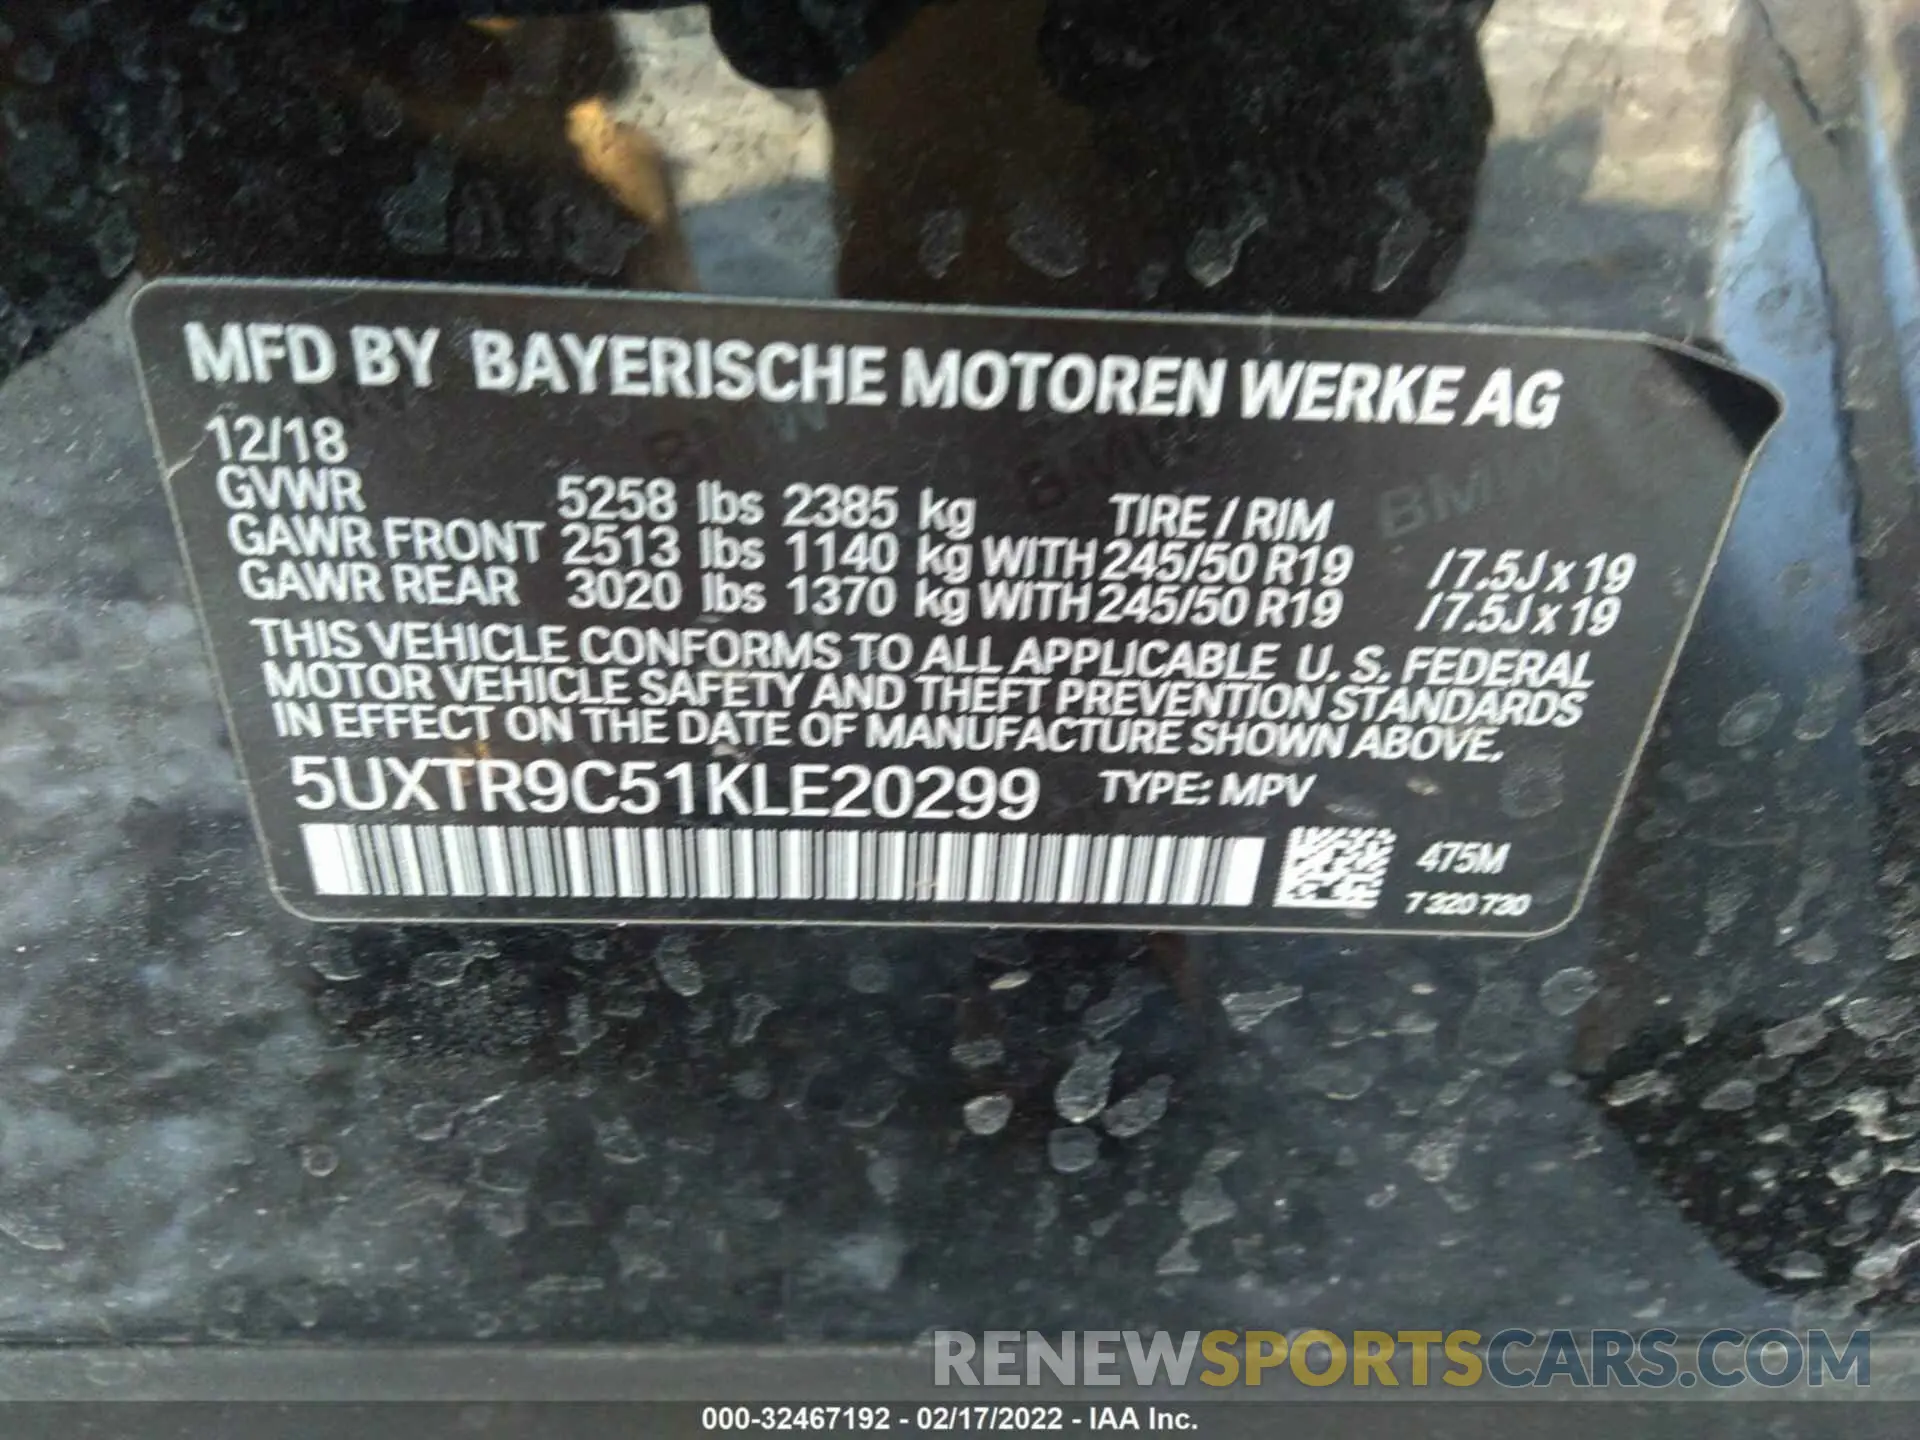 MFD BY BAYERISCHE MOTOREN WERKE AG
12/18
GVWR 5258 lbs 2385 kg TIRE / RIM
GAWR FRONT 2513 lbs 1140 kg WITH 245/50 R19 /7.5J x 19
GAWR REAR 3020 lbs 1370 kg WITH 245/50 R19 /7.5J x 19
THIS VEHICLE CONFORMS TO ALL APPLICABLE U. S. FEDERAL
MOTOR VEHICLE SAFETY AND THEFT PREVENTION STANDARDS
IN EFFECT ON THE DATE OF MANUFACTURE SHOWN ABOVE.
5UXTR9C51KLE20299 TYPE: MPV
475M
7 320 730
BMW
BMW
BMW
RENEWSPORTSCARS.COM
000-32467192 - 02/17/2022 - IAA Inc.